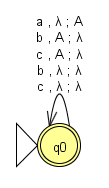 a , λ ; A
b , A ; λ
c , A ; λ
b , λ ; λ
c , λ ; λ
q0